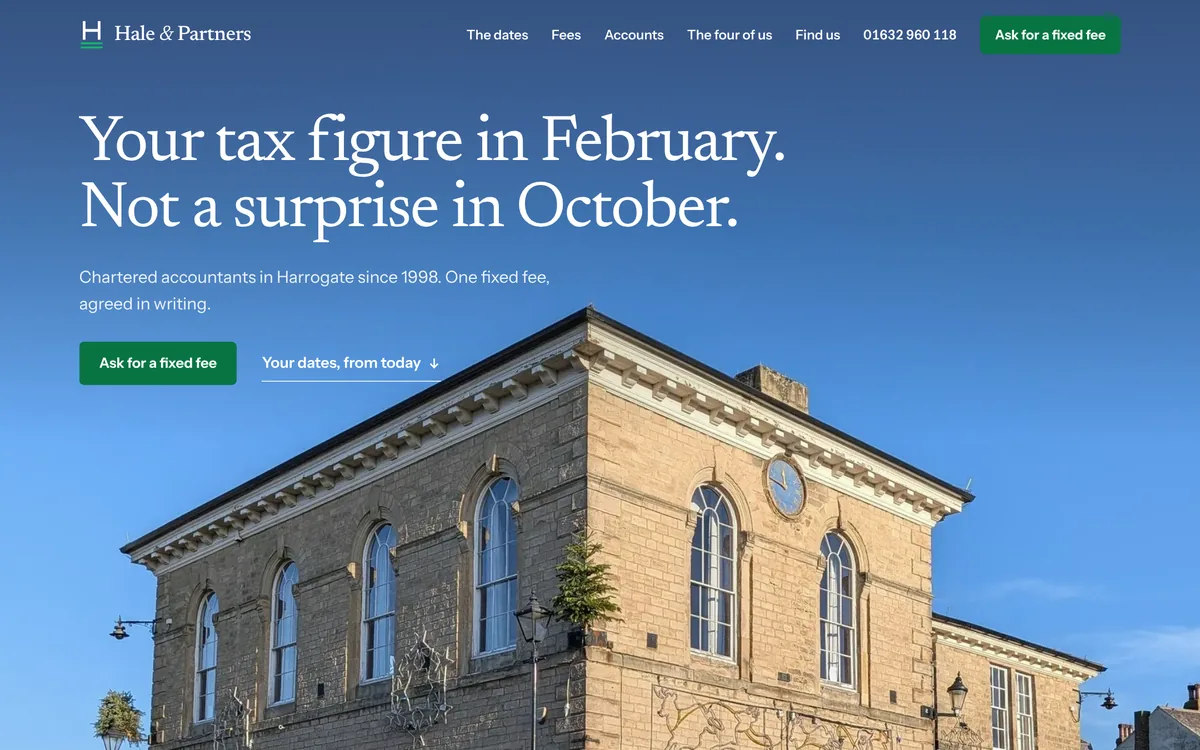 H Hale & Partners
The dates Fees Accounts The four of us Find us 01632 960 118 Ask for a fixed fee
Your tax figure in February.
Not a surprise in October.
Chartered accountants in Harrogate since 1998. One fixed fee,
agreed in writing.
Ask for a fixed fee Your dates, from today ↓